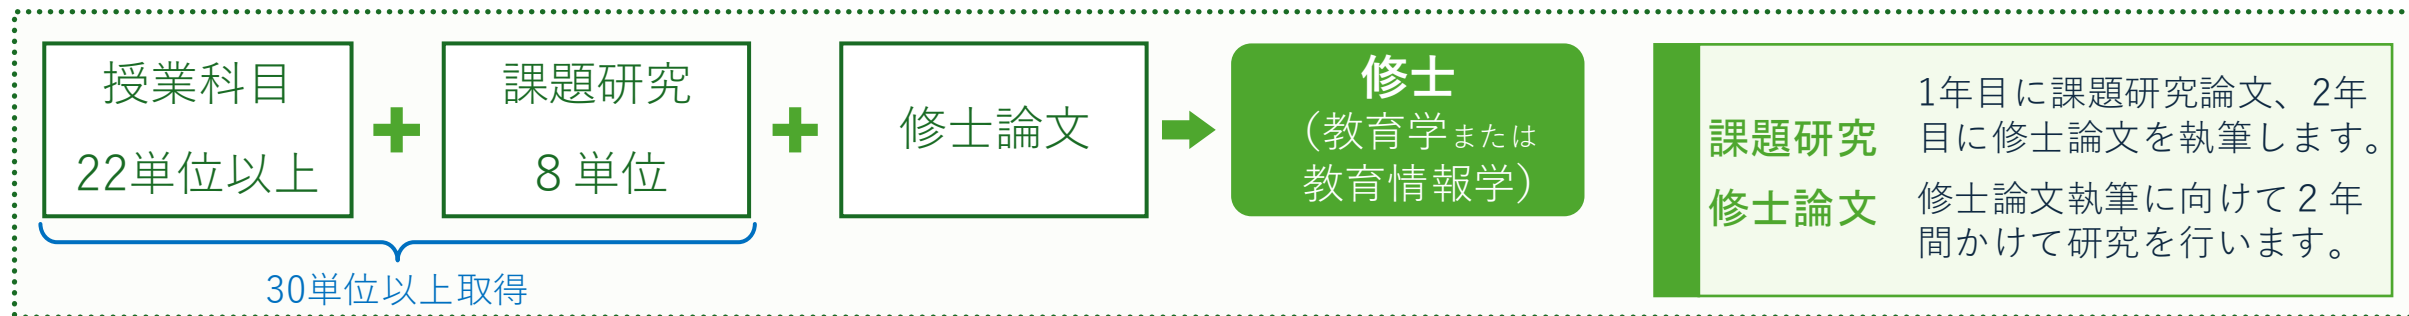 授業科目
22単位以上
課題研究
8単位
修士論文
修士
（教育学または
教育情報学）
30単位以上取得
課題研究
1年目に課題研究論文、2年
目に修士論文を執筆します。
修士論文
修士論文執筆に向けて2年
間かけて研究を行います。